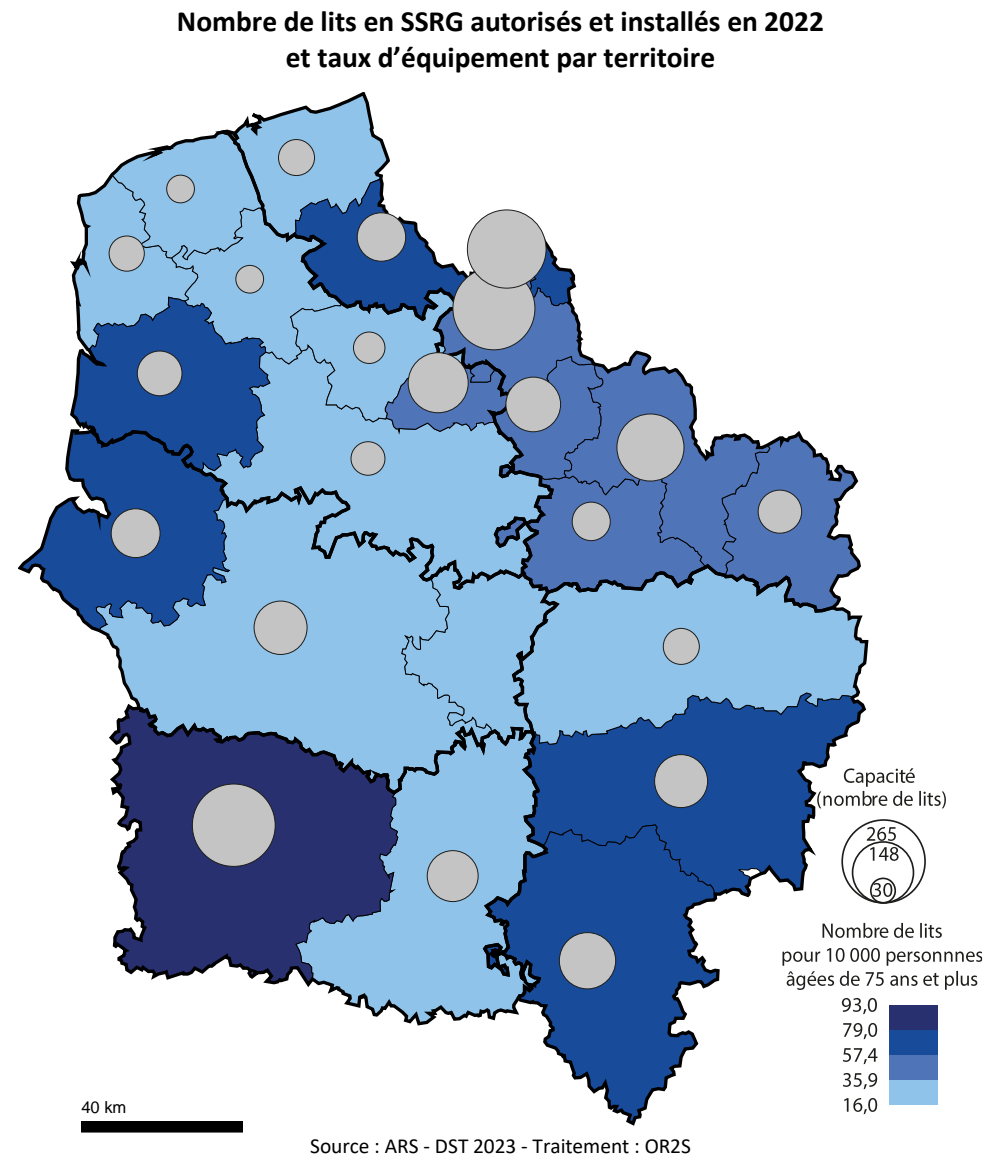 Nombre de lits en SSRG autorisés et installés en 2022
et taux d'équipement par territoire
Capacité
(nombre de lits)
265
148
30
Nombre de lits
pour 10 000 personnnes
âgées de 75 ans et plus
93,0
79,0
57,4
35,9
16,0
40 km
Source : ARS - DST 2023 - Traitement : OR2S